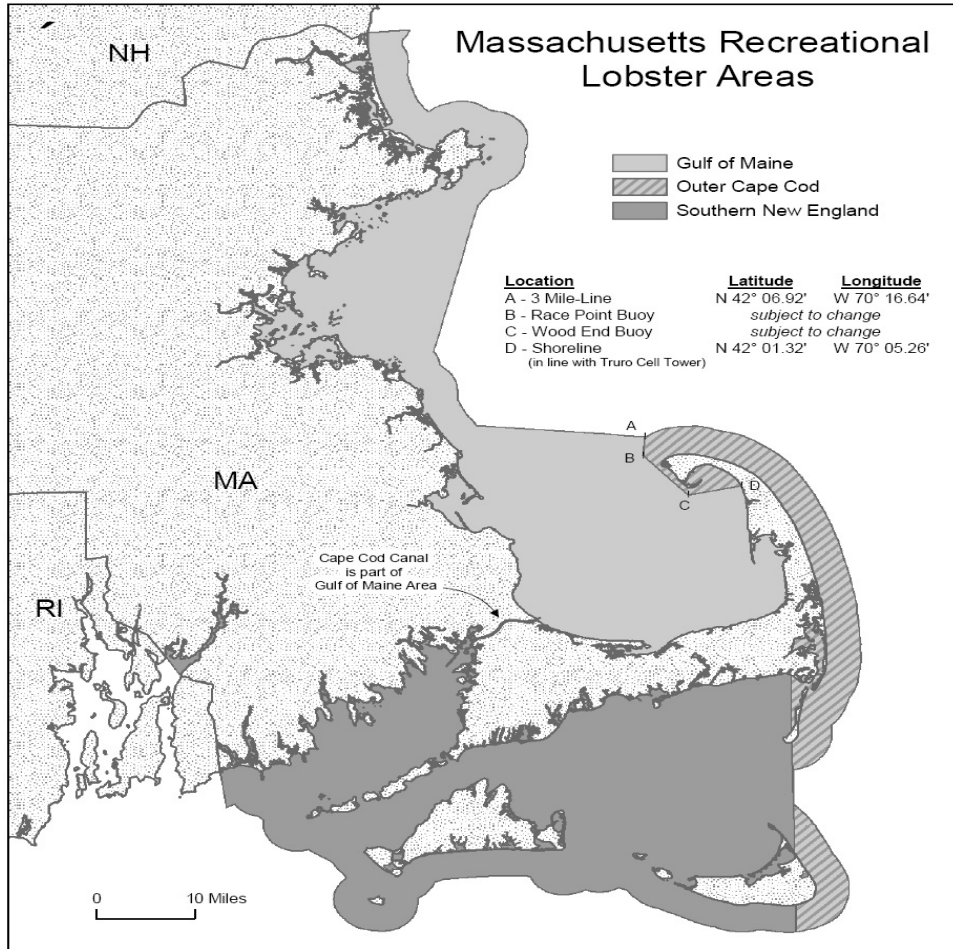 Massachusetts Recreational
Lobster Areas
NH
Gulf of Maine
Outer Cape Cod
Southern New England
Location Latitude Longitude
A - 3 Mile-Line N 42° 06.92' W 70° 16.64'
B - Race Point Buoy subject to change
C - Wood End Buoy subject to change
D - Shoreline N 42° 01.32' W 70° 05.26'
(in line with Truro Cell Tower)
A
B
C
D
MA
Cape Cod Canal
is part of
Gulf of Maine Area
RI
0 10 Miles